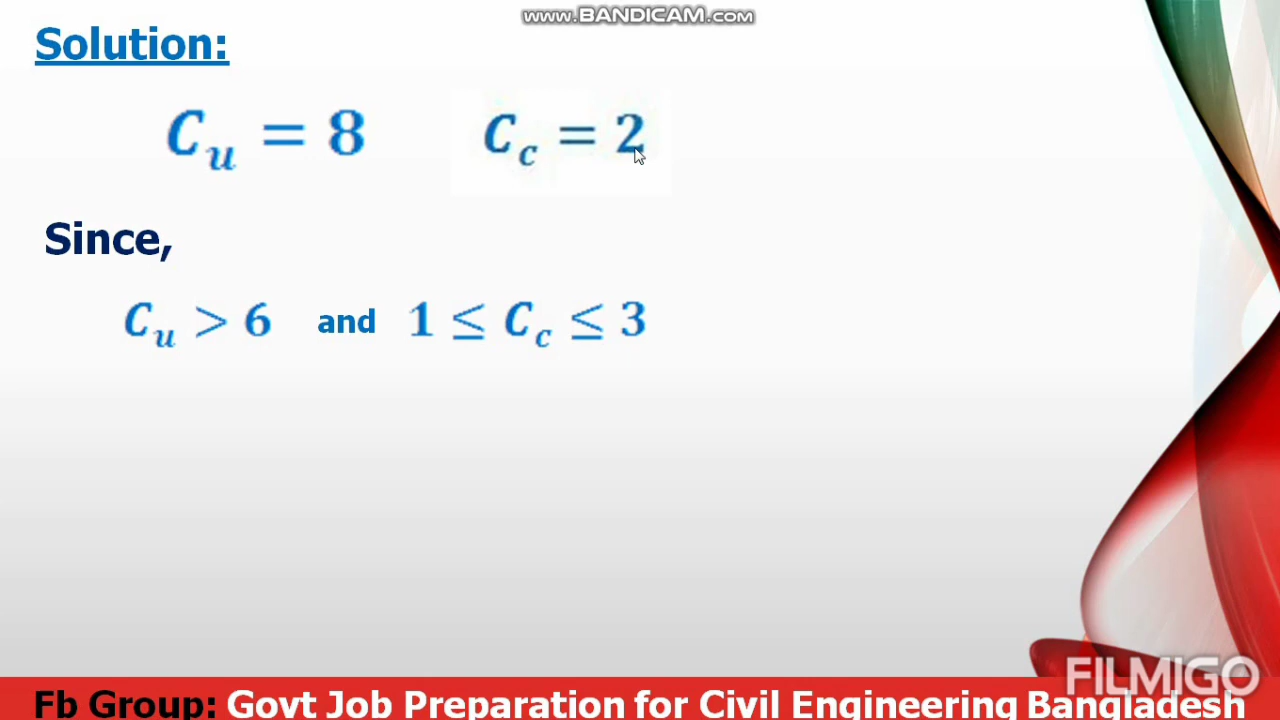 www.BANDICAM.com
Solution:
C_u = 8 C_c = 2
Since,
C_u > 6 and 1 ≤ C_c ≤ 3
FILMIGO
Fb Group: Govt Job Preparation for Civil Engineering Bangladesh